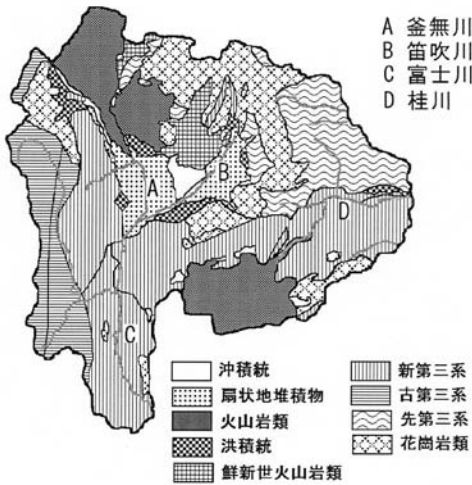 A 釜無川
B 笛吹川
C 富士川
D 桂川
A
B
D
C
沖積統
扇状地堆積物
火山岩類
洪積統
鮮新世火山岩類
新第三系
古第三系
先第三系
花崗岩類